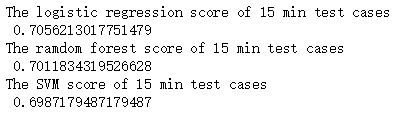 The logistic regression score of 15 min test cases
0.7056213017751479
The ramdom forest score of 15 min test cases
0.7011834319526628
The SVM score of 15 min test cases
0.6987179487179487